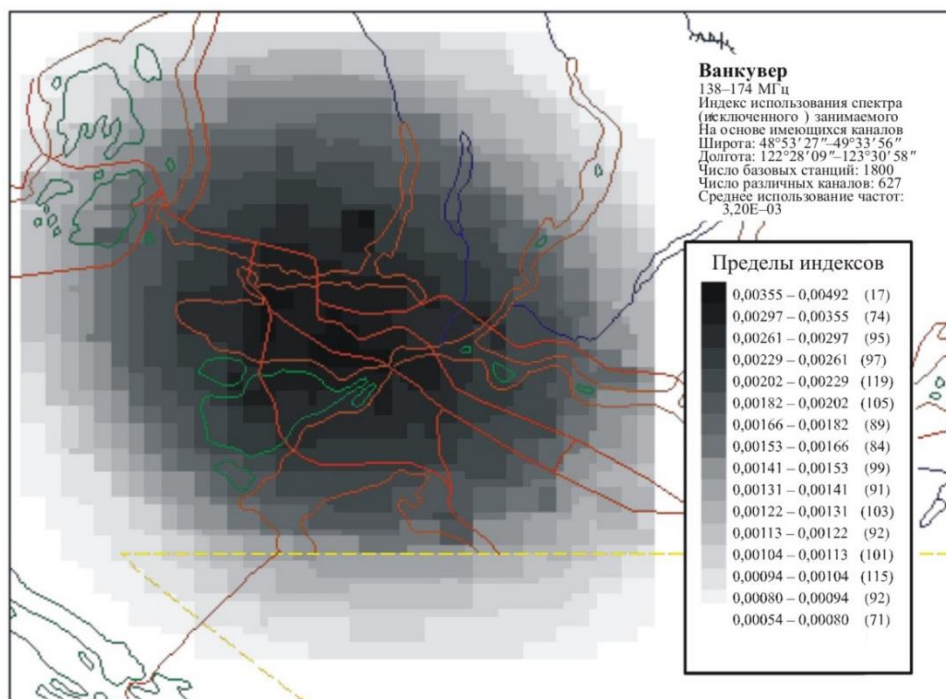 Ванкувер
138–174 МГц
Индекс использования спектра
(исключенного ) занимаемого
На основе имеющихся каналов
Широта: 48°53′27″–49°33′56″
Долгота: 122°28′09″–123°30′58″
Число базовых станций: 1800
Число различных каналов: 627
Среднее использование частот:
3,20E–03
Пределы индексов
0,00355 – 0,00492 (17)
0,00297 – 0,00355 (74)
0,00261 – 0,00297 (95)
0,00229 – 0,00261 (97)
0,00202 – 0,00229 (119)
0,00182 – 0,00202 (105)
0,00166 – 0,00182 (89)
0,00153 – 0,00166 (84)
0,00141 – 0,00153 (99)
0,00131 – 0,00141 (91)
0,00122 – 0,00131 (103)
0,00113 – 0,00122 (92)
0,00104 – 0,00113 (101)
0,00094 – 0,00104 (115)
0,00080 – 0,00094 (92)
0,00054 – 0,00080 (71)